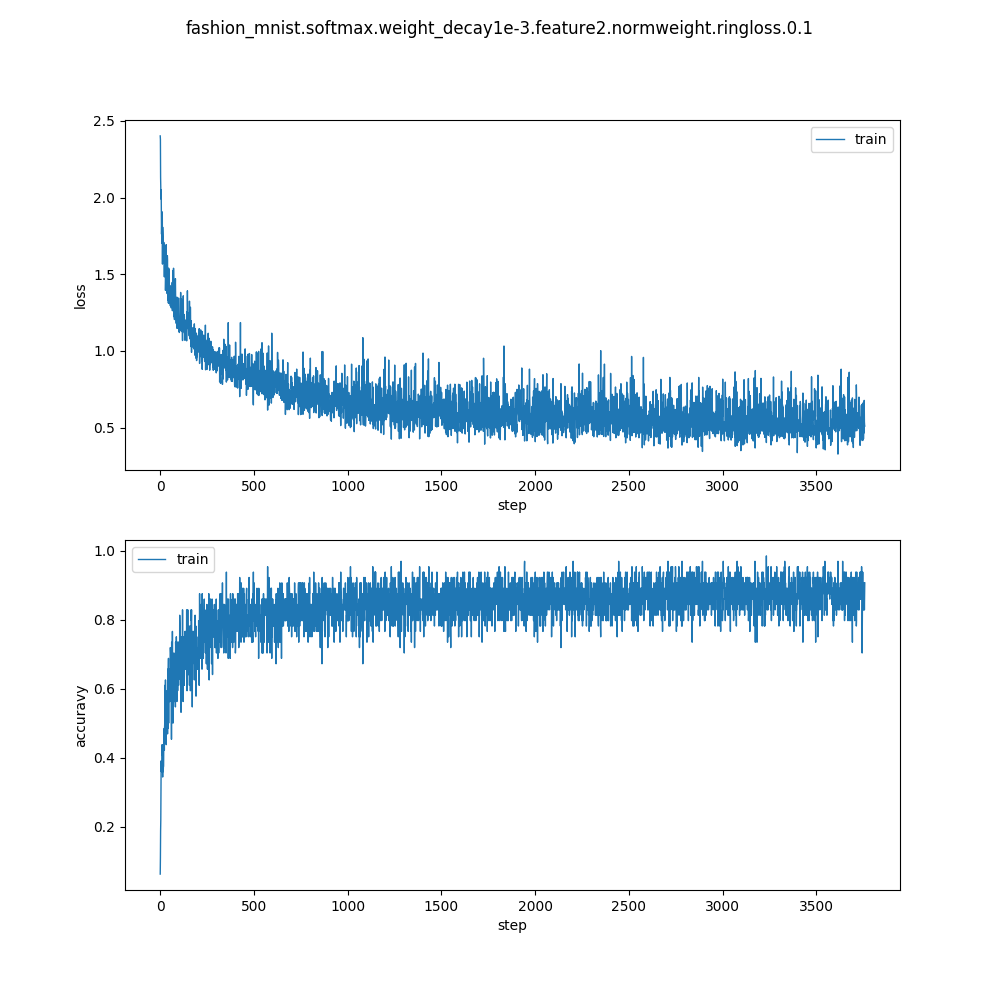 fashion_mnist.softmax.weight_decay1e-3.feature2.normweight.ringloss.0.1
2.5
2.0
1.5
1.0
0.5
loss
train
0 500 1000 1500 2000 2500 3000 3500
step
1.0
0.8
0.6
0.4
0.2
accuravy
train
0 500 1000 1500 2000 2500 3000 3500
step